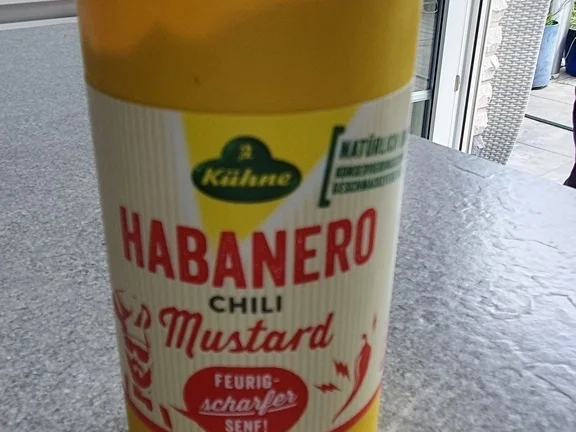 Kühne
NATÜRLICH
HABANERO
CHILI
Mustard
FEURIG-
scharfer
SENF!